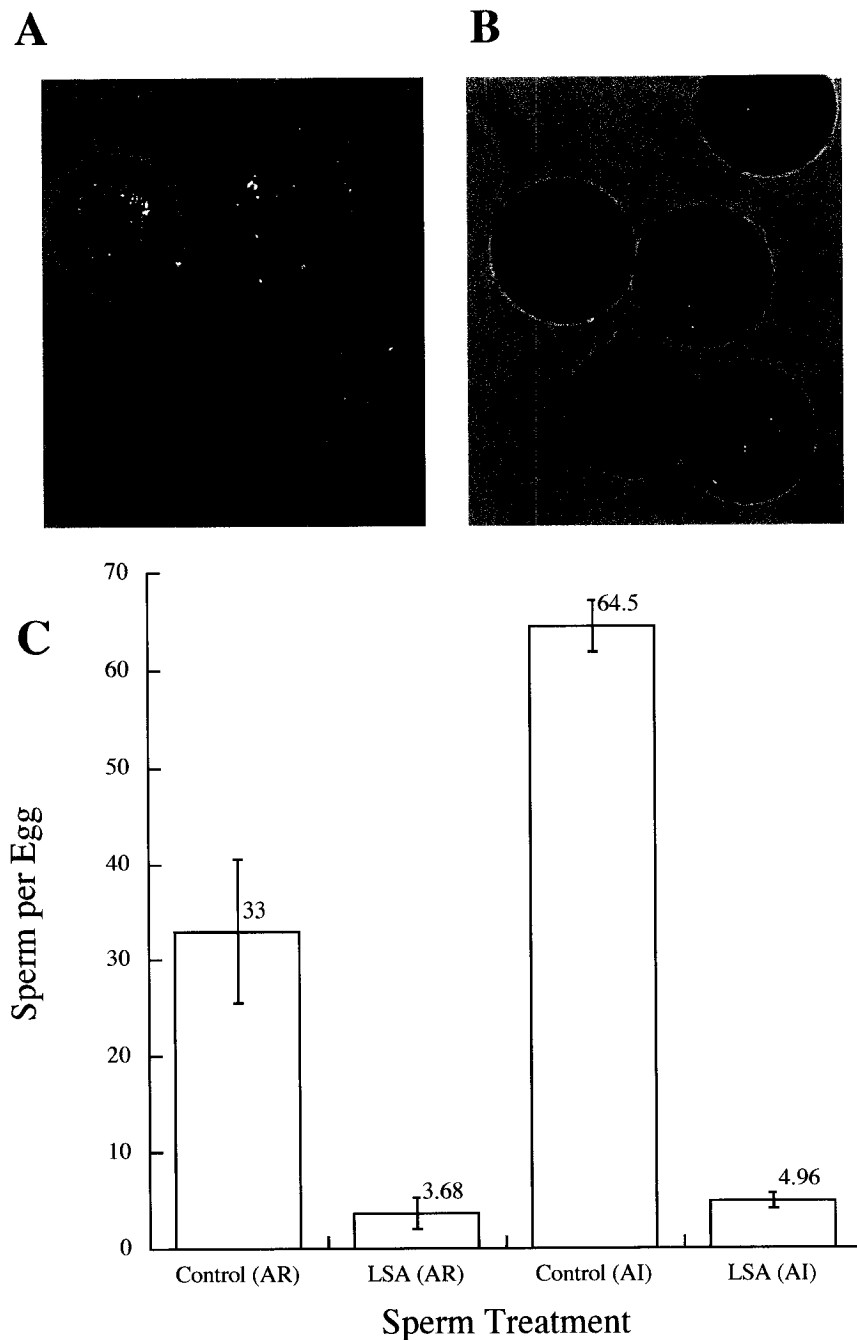 A
B
C
70
60
50
40
30
20
10
0
Sperm per Egg
33
3.68
64.5
4.96
Control (AR)
LSA (AR)
Control (AI)
LSA (AI)
Sperm Treatment